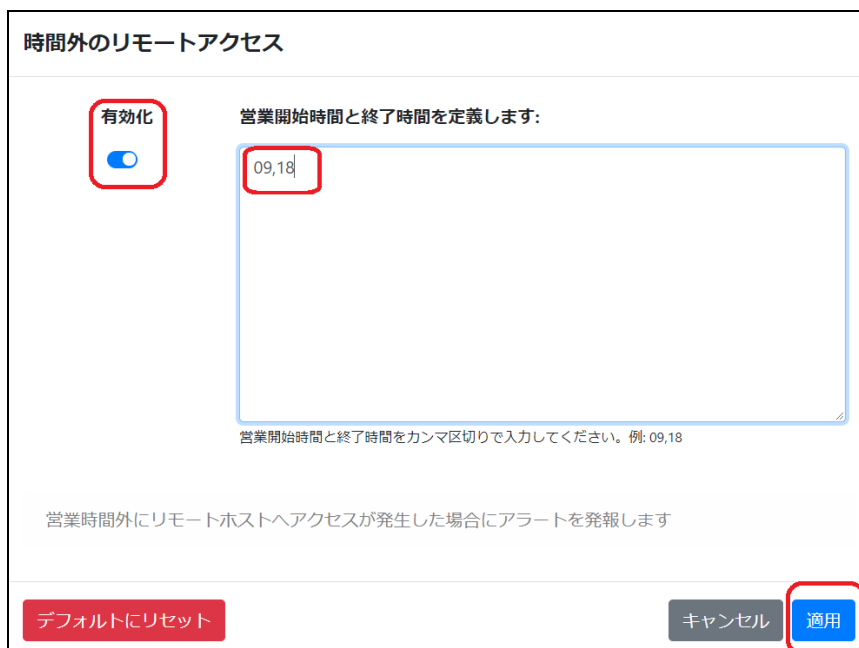 時間外のリモートアクセス
有効化
営業開始時間と終了時間を定義します:
09,18
営業開始時間と終了時間をカンマ区切りで入力してください。例: 09,18
営業時間外にリモートホストへアクセスが発生した場合にアラートを発報します
デフォルトにリセット
キャンセル
適用